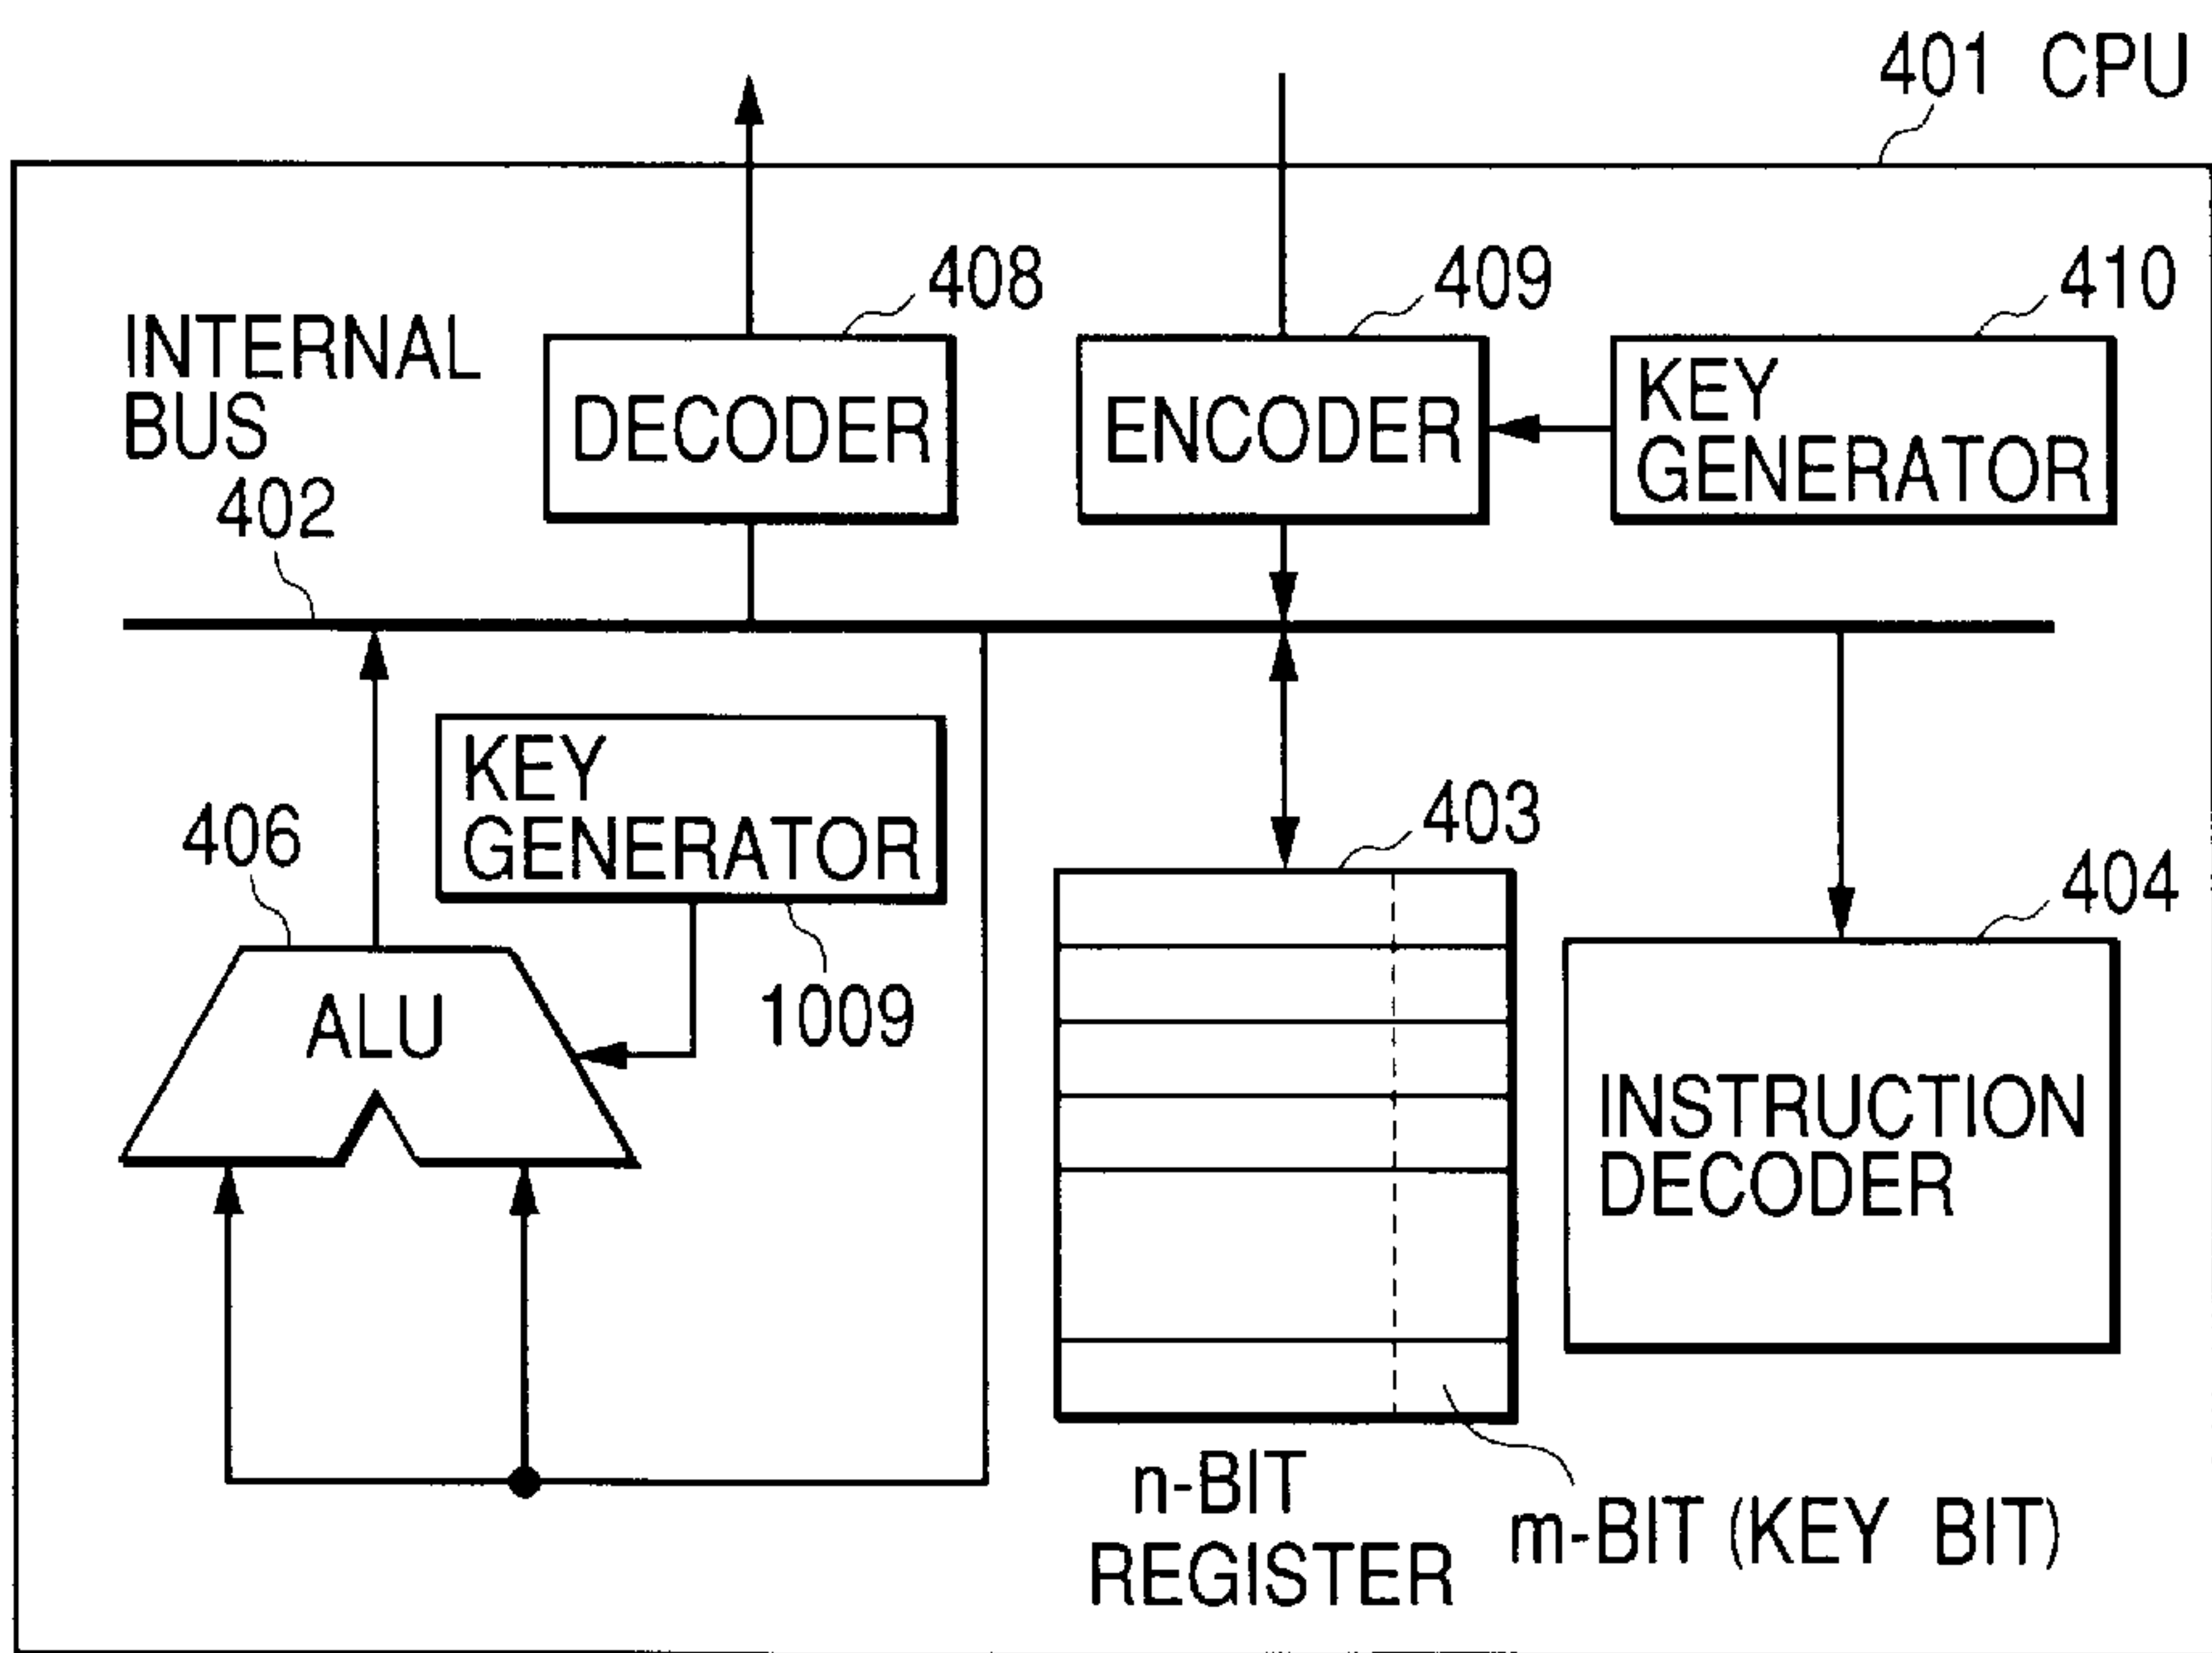 401 CPU
408
409
410
INTERNAL
BUS
402
DECODER
ENCODER
KEY
GENERATOR
KEY
GENERATOR
406
403
404
1009
ALU
INSTRUCTION
DECODER
n-BIT
REGISTER
m-BIT (KEY BIT)